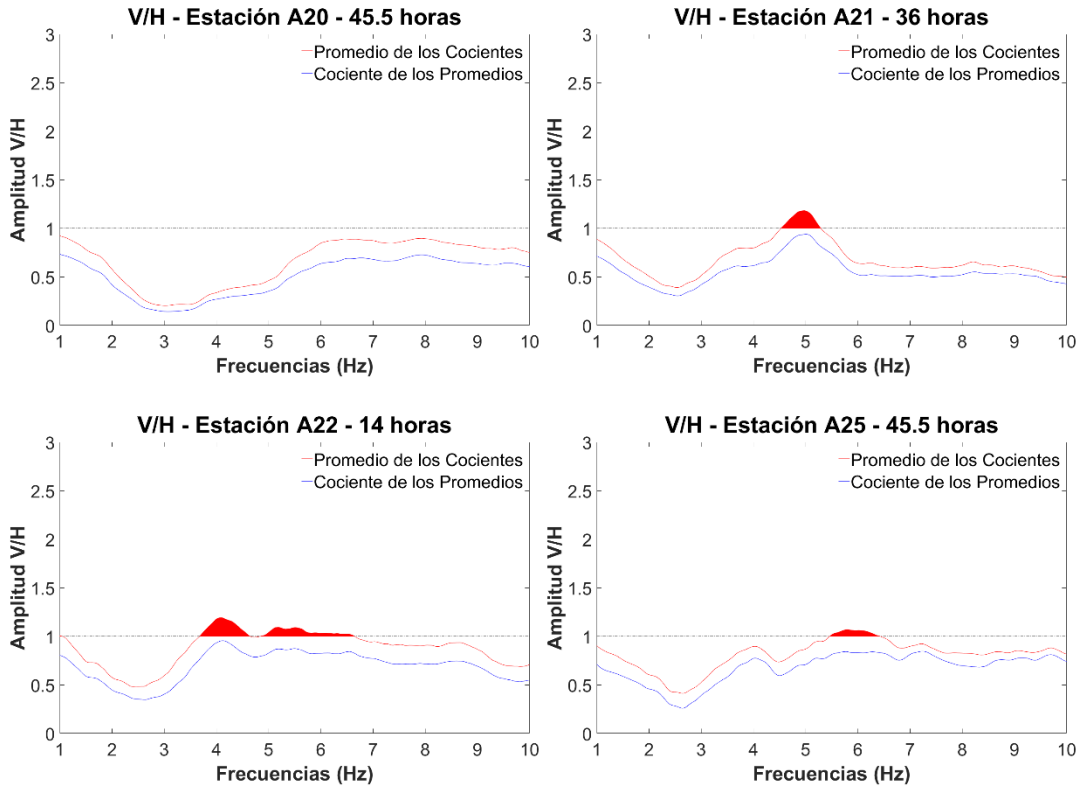 V/H - Estación A20 - 45.5 horas
3
2.5
2
1.5
1
0.5
0
Amplitud V/H
Promedio de los Cocientes
Cociente de los Promedios
1 2 3 4 5 6 7 8 9 10
Frecuencias (Hz)
V/H - Estación A21 - 36 horas
3
2.5
2
1.5
1
0.5
0
Amplitud V/H
Promedio de los Cocientes
Cociente de los Promedios
1 2 3 4 5 6 7 8 9 10
Frecuencias (Hz)
V/H - Estación A22 - 14 horas
3
2.5
2
1.5
1
0.5
0
Amplitud V/H
Promedio de los Cocientes
Cociente de los Promedios
1 2 3 4 5 6 7 8 9 10
Frecuencias (Hz)
V/H - Estación A25 - 45.5 horas
3
2.5
2
1.5
1
0.5
0
Amplitud V/H
Promedio de los Cocientes
Cociente de los Promedios
1 2 3 4 5 6 7 8 9 10
Frecuencias (Hz)